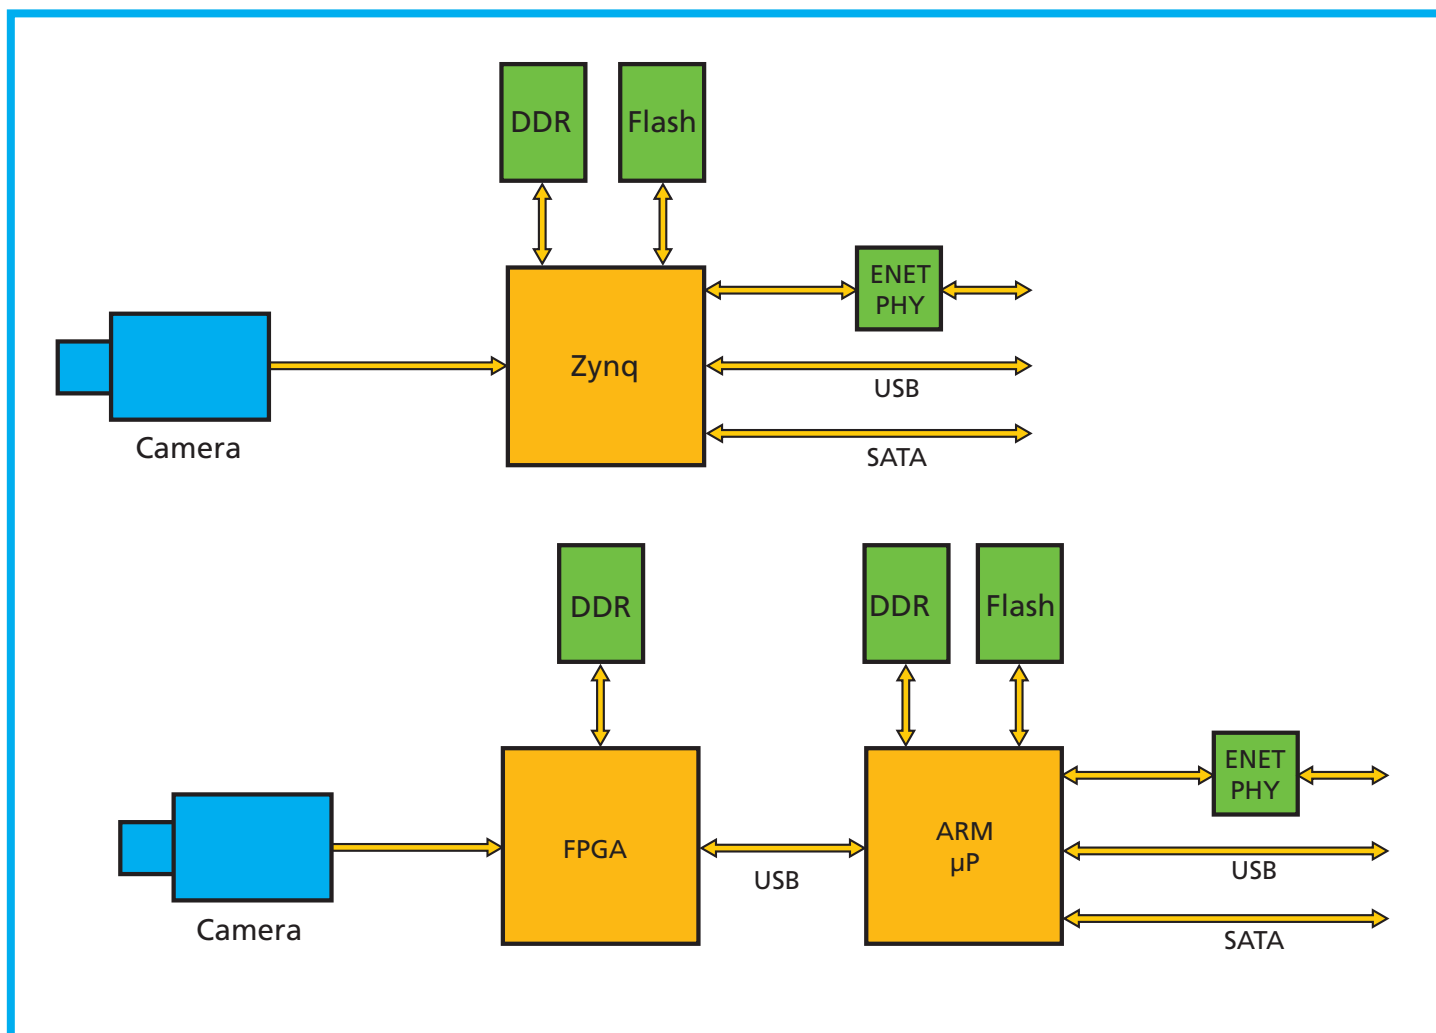 DDR
Flash
ENET
PHY
Zynq
USB
Camera
SATA
DDR
DDR
Flash
ENET
PHY
FPGA
ARM
µP
USB
USB
Camera
SATA